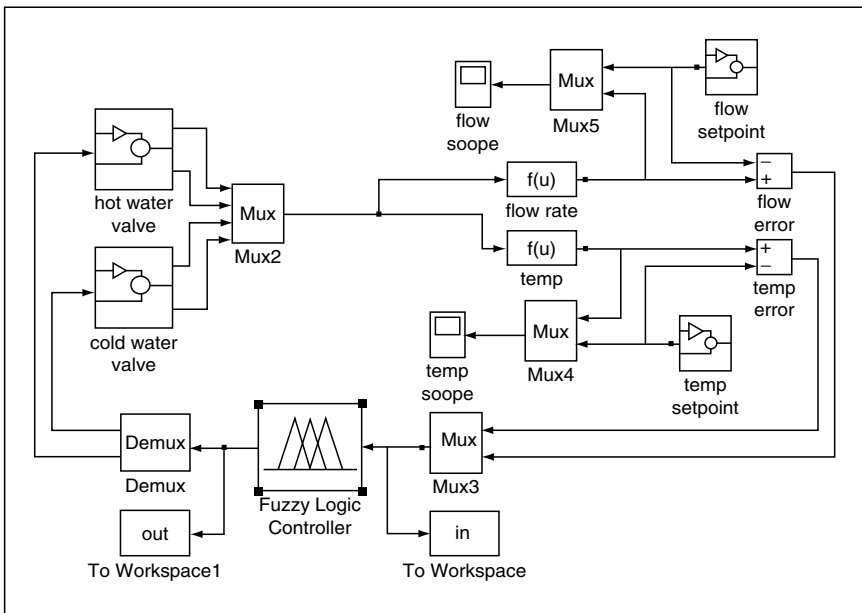 flow
setpoint
Mux
Mux5
flow
soope
hot water
valve
Mux
Mux2
f(u)
flow rate
−
+
flow
error
f(u)
temp
+
−
temp
error
cold water
valve
Mux
Mux4
temp
soope
temp
setpoint
Demux
Demux
Fuzzy Logic
Controller
Mux
Mux3
out
To Workspace1
in
To Workspace